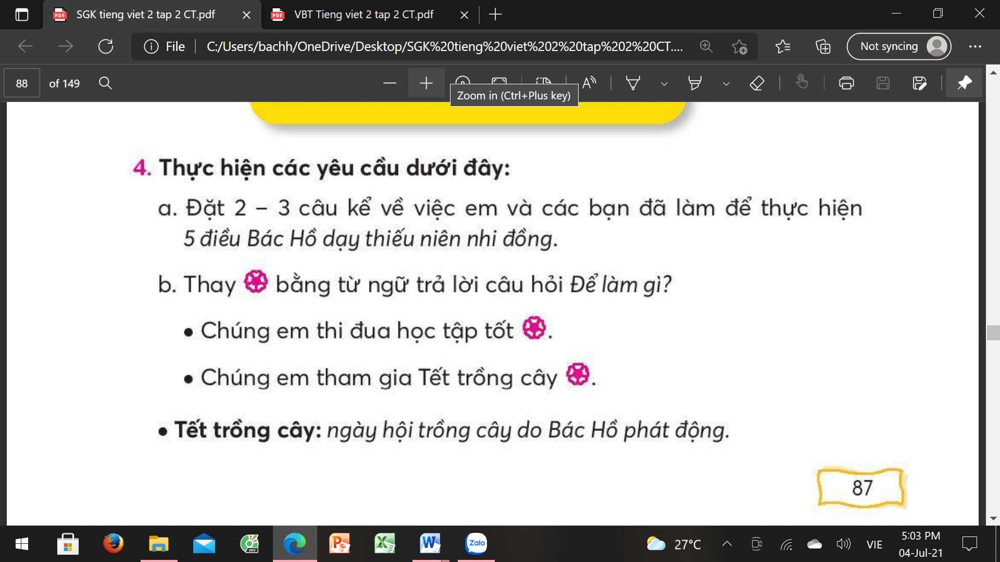 SGK tieng viet 2 tap 2 CT.pdf
VBT Tieng viet 2 tap 2 CT.pdf
File
C:/Users/bachh/OneDrive/Desktop/SGK%20tieng%20viet%202%20tap%202%20CT....
Not syncing
88 of 149
Zoom in (Ctrl+Plus key)
4. Thực hiện các yêu cầu dưới đây:
a. Đặt 2 – 3 câu kể về việc em và các bạn đã làm để thực hiện
5 điều Bác Hồ dạy thiếu niên nhi đồng.
b. Thay bằng từ ngữ trả lời câu hỏi Để làm gì?
• Chúng em thi đua học tập tốt .
• Chúng em tham gia Tết trồng cây .
• Tết trồng cây: ngày hội trồng cây do Bác Hồ phát động.
87
DEV
Zalo
27°C
VIE
5:03 PM
04-Jul-21